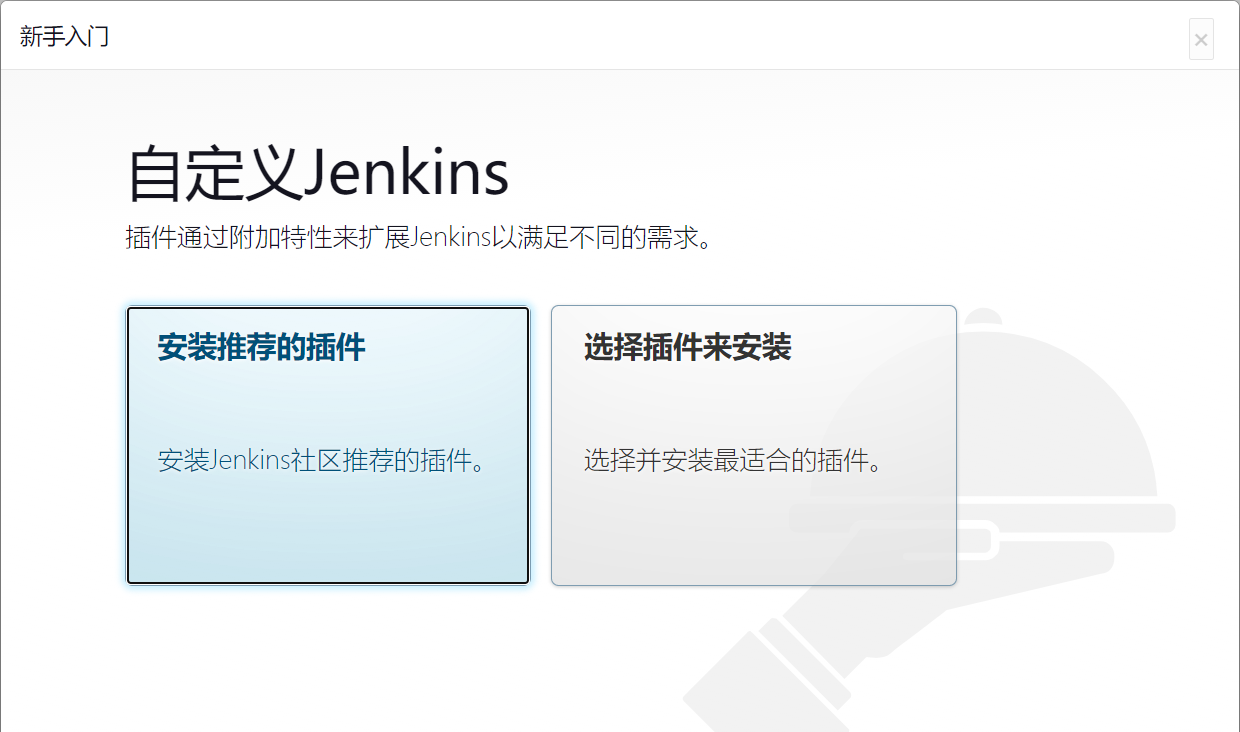 新手入门
×
自定义Jenkins
插件通过附加特性来扩展Jenkins以满足不同的需求。
安装推荐的插件
安装Jenkins社区推荐的插件。
选择插件来安装
选择并安装最适合的插件。